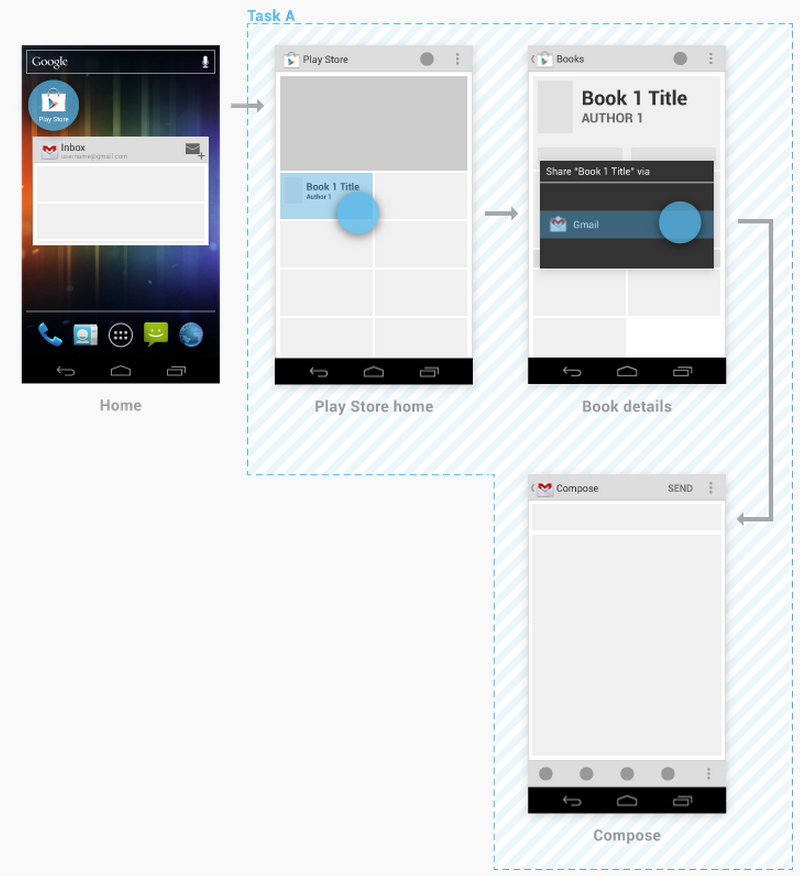 Task A
Google
Play Store
Inbox
username@gmail.com
Home
Play Store
Book 1 Title
Author 1
Play Store home
Books
Book 1 Title
AUTHOR 1
Share "Book 1 Title" via
Gmail
Book details
Compose
SEND
Compose